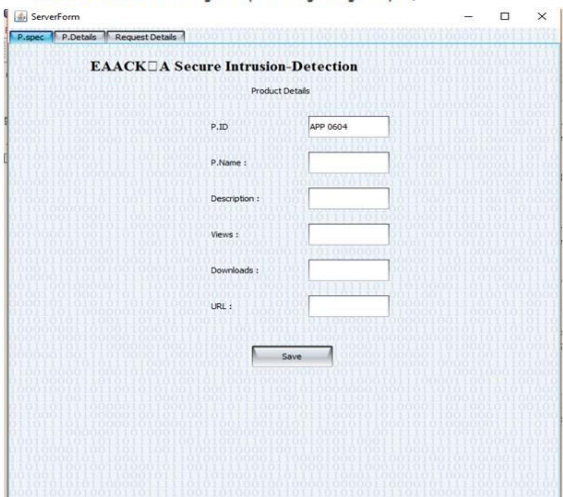 ServerForm
P.spec P.Details Request Details
EAACK□A Secure Intrusion-Detection
Product Details
P.ID APP 0604
P.Name :
Description :
Views :
Downloads :
URL :
Save